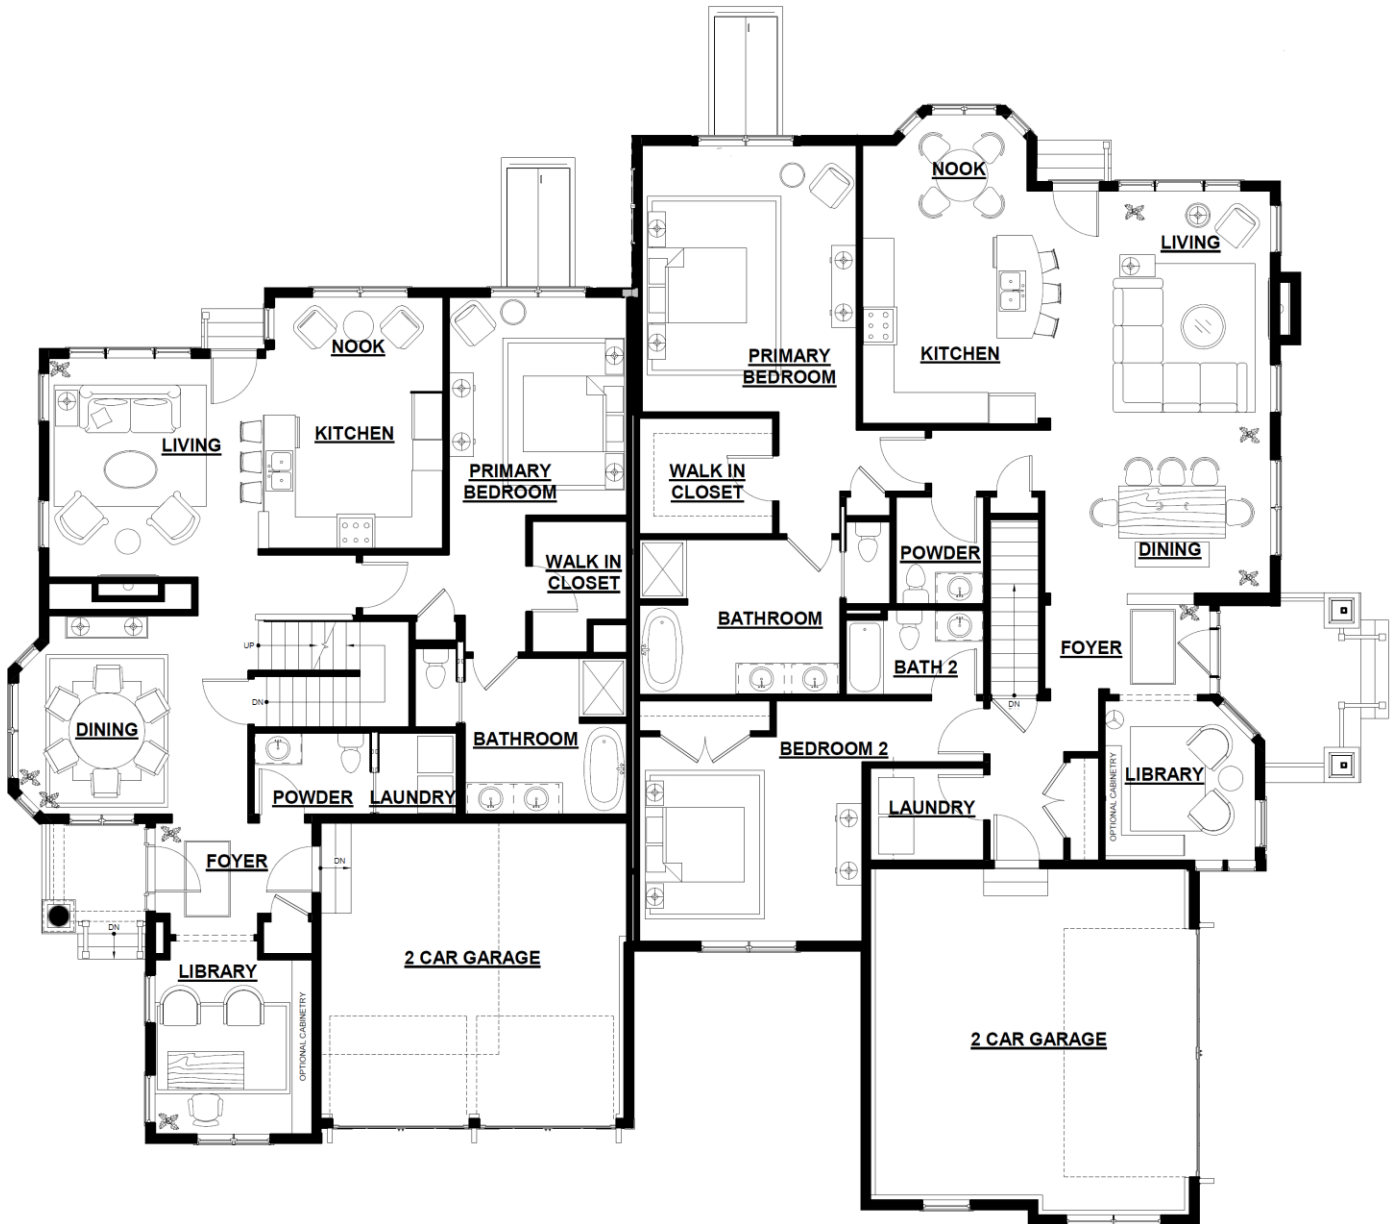 NOOK
LIVING
KITCHEN
PRIMARY
BEDROOM
WALK IN
CLOSET
POWDER
DINING
BATHROOM
BATH 2
FOYER
DN
BEDROOM 2
LIBRARY
LAUNDRY
OPTIONAL CABINETRY
2 CAR GARAGE
NOOK
LIVING
KITCHEN
PRIMARY
BEDROOM
WALK IN
CLOSET
UP
DN
DINING
BATHROOM
POWDER
LAUNDRY
FOYER
DN
DN
LIBRARY
OPTIONAL CABINETRY
2 CAR GARAGE